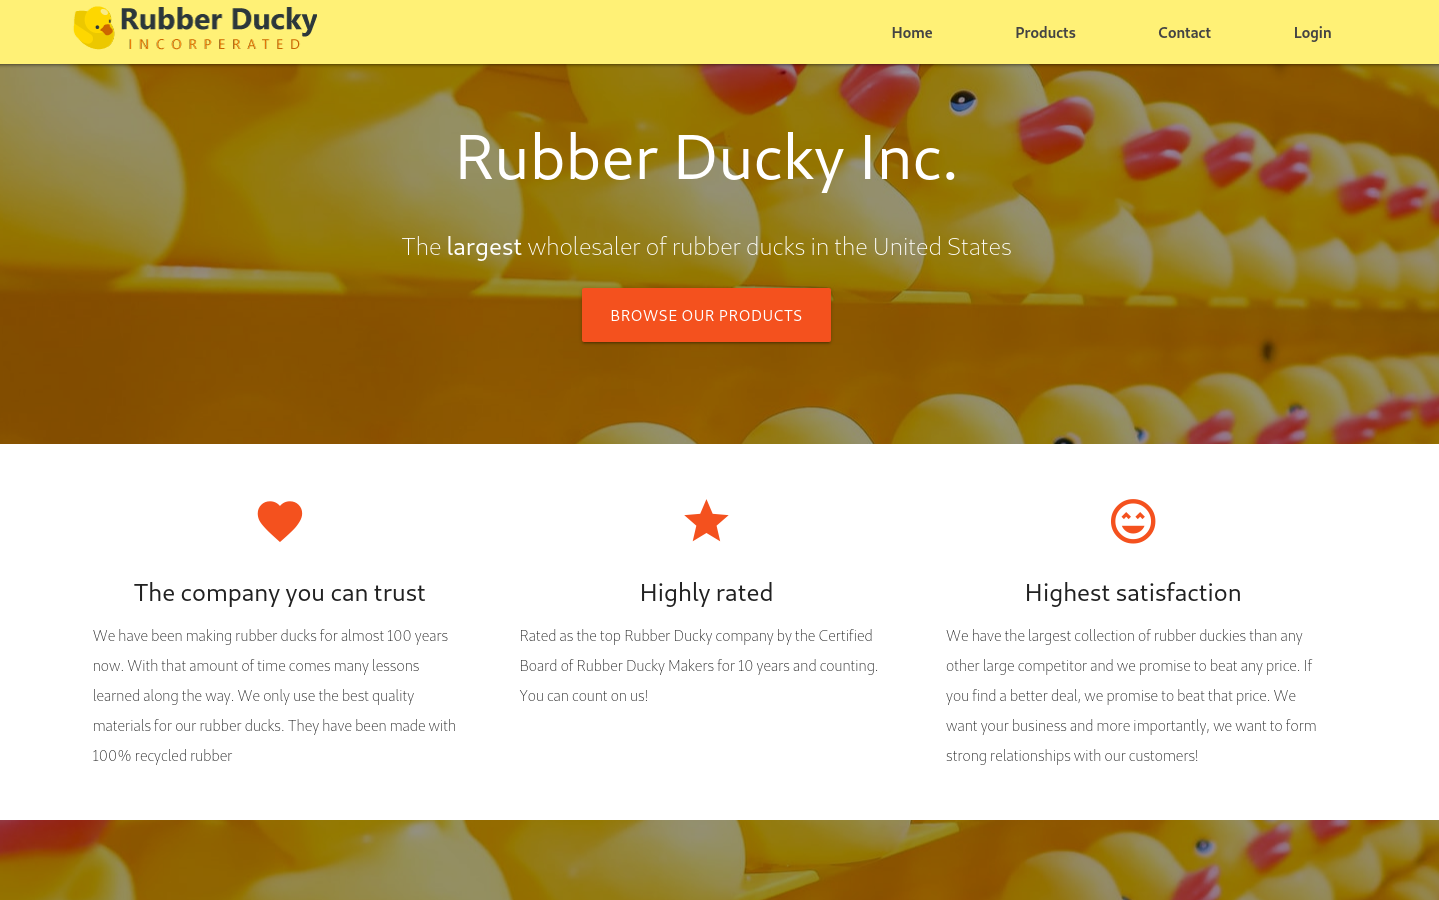 Rubber Ducky
INCORPERATED
Home
Products
Contact
Login
Rubber Ducky Inc.
The largest wholesaler of rubber ducks in the United States
BROWSE OUR PRODUCTS
The company you can trust
We have been making rubber ducks for almost 100 years
now. With that amount of time comes many lessons
learned along the way. We only use the best quality
materials for our rubber ducks. They have been made with
100% recycled rubber
Highly rated
Rated as the top Rubber Ducky company by the Certified
Board of Rubber Ducky Makers for 10 years and counting.
You can count on us!
Highest satisfaction
We have the largest collection of rubber duckies than any
other large competitor and we promise to beat any price. If
you find a better deal, we promise to beat that price. We
want your business and more importantly, we want to form
strong relationships with our customers!